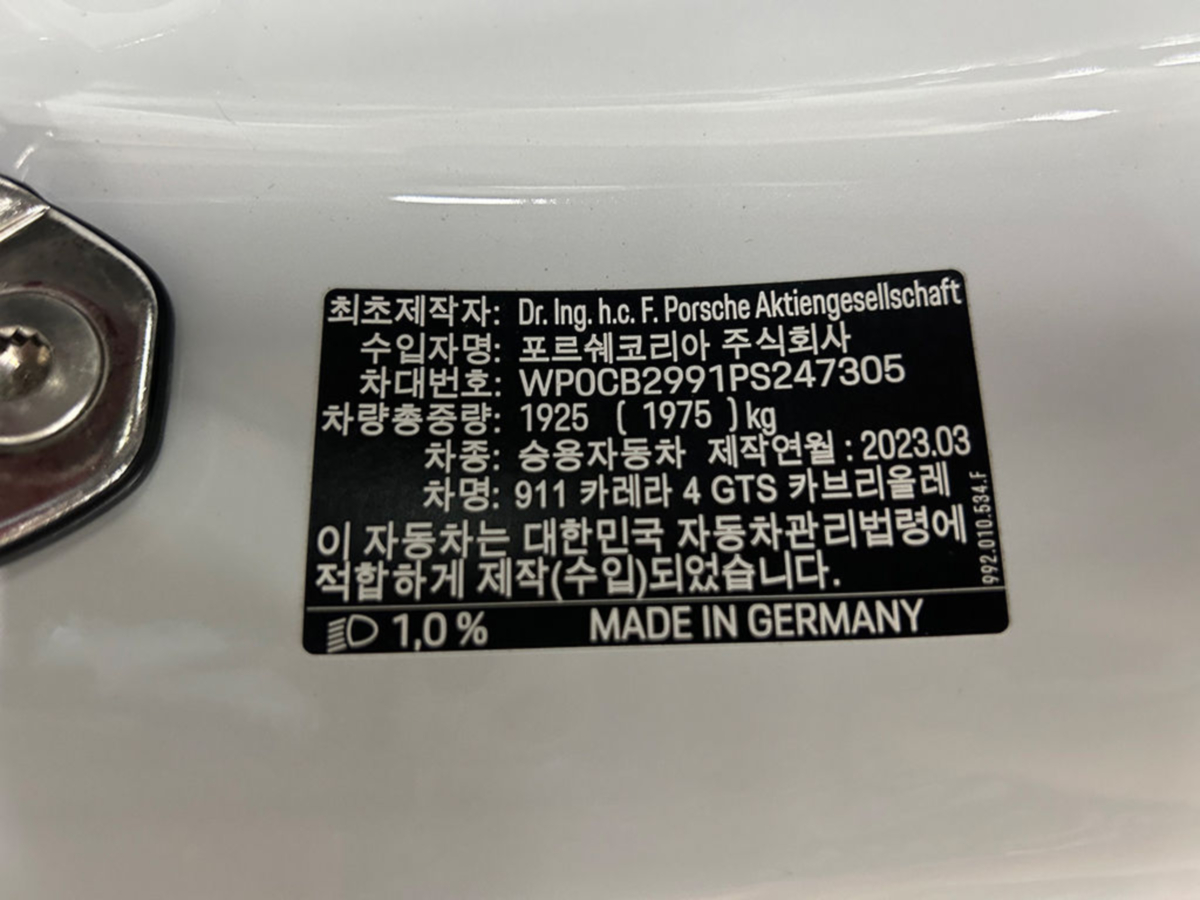 최초제작자: Dr. Ing. h.c. F. Porsche Aktiengesellschaft
수입자명: 포르쉐코리아 주식회사
차대번호: WP0CB2991PS247305
차량총중량: 1925 ( 1975 )kg
차종: 승용자동차 제작연월 : 2023.03
차명: 911 카레라 4 GTS 카브리올레
이 자동차는 대한민국 자동차관리법령에
적합하게 제작(수입)되었습니다.
992.010.534.F
1,0 % MADE IN GERMANY